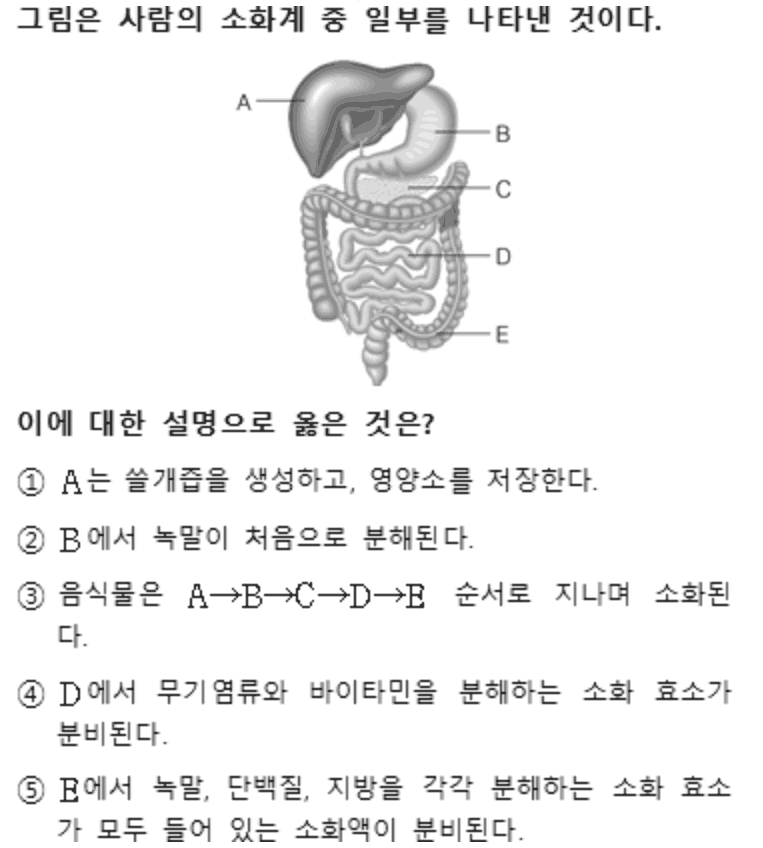 그림은 사람의 소화계 중 일부를 나타낸 것이다.
A
B
C
D
E
이에 대한 설명으로 옳은 것은?
① A는 쓸개즙을 생성하고, 영양소를 저장한다.
② B에서 녹말이 처음으로 분해된다.
③ 음식물은 A→B→C→D→E 순서로 지나며 소화된
다.
④ D에서 무기염류와 바이타민을 분해하는 소화 효소가
분비된다.
⑤ E에서 녹말, 단백질, 지방을 각각 분해하는 소화 효소
가 모두 들어 있는 소화액이 분비된다.